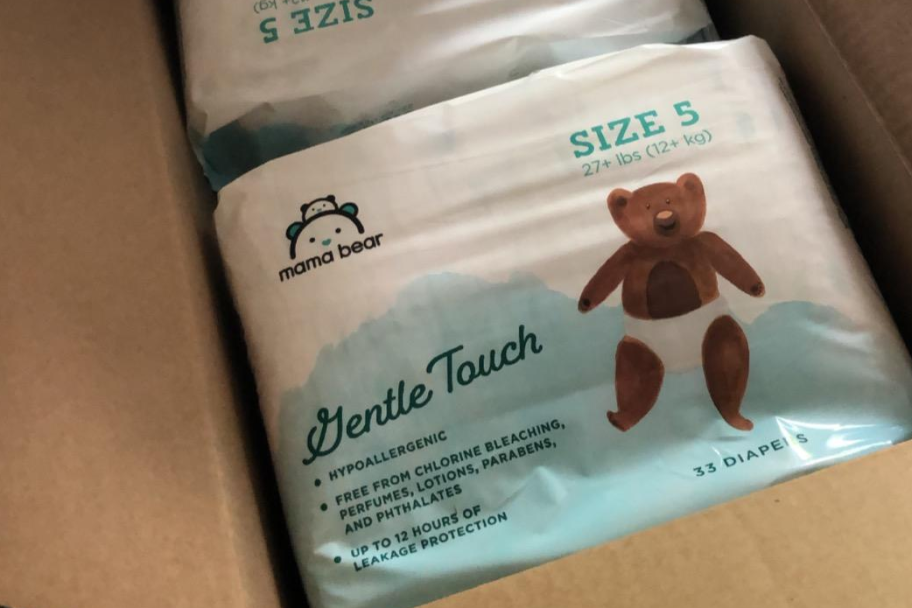 SIZE 5
SIZE 5
27+ lbs (12+ kg)
mama bear
Gentle Touch
• HYPOALLERGENIC
• FREE FROM CHLORINE BLEACHING,
PERFUMES, LOTIONS, PARABENS,
AND PHTHALATES
• UP TO 12 HOURS OF
LEAKAGE PROTECTION
33 DIAPERS